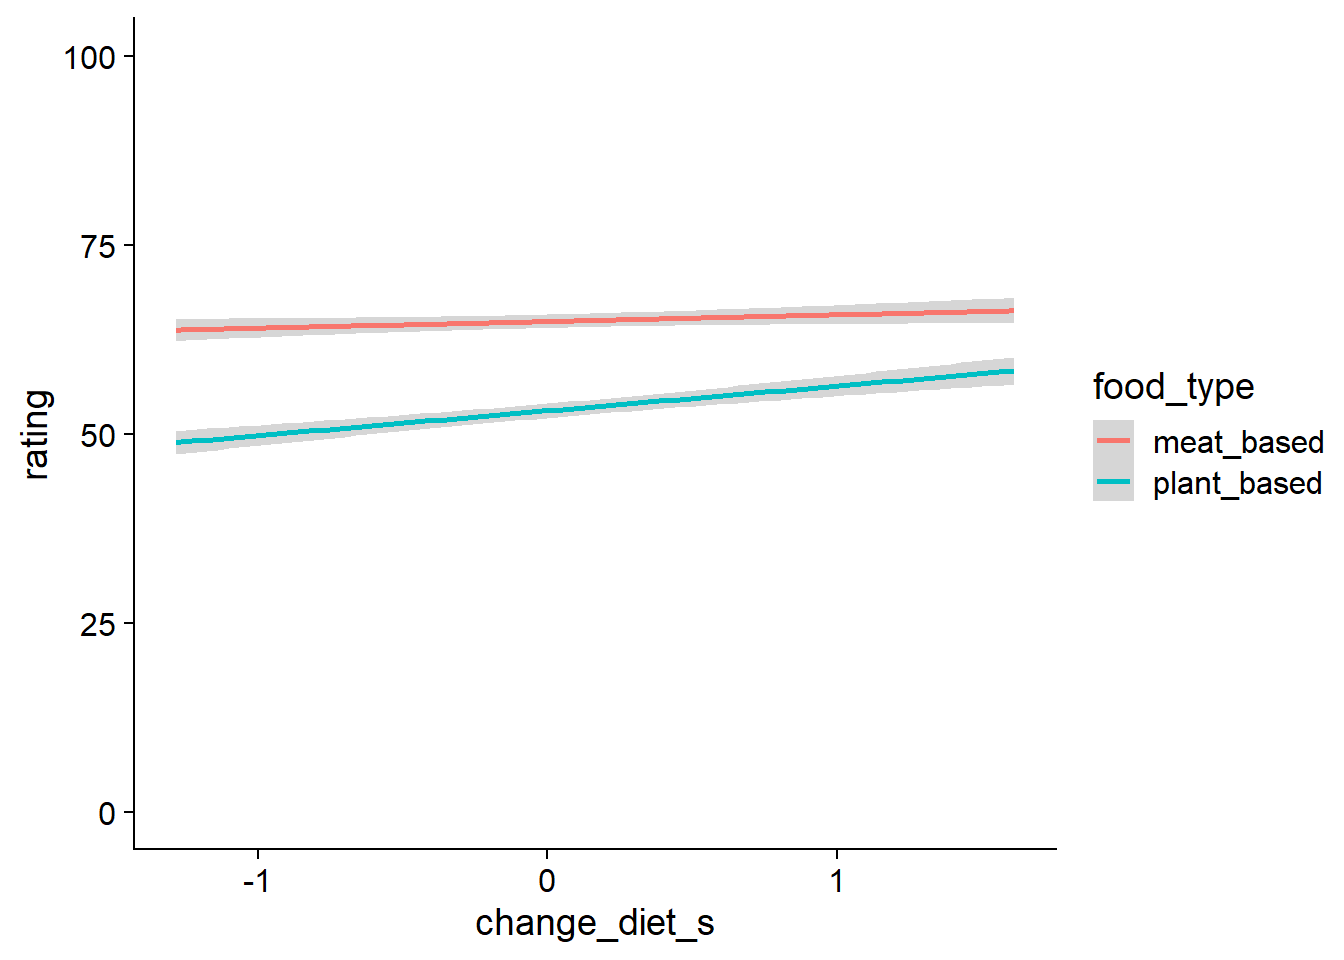 100
75
50
25
0
rating
-1
0
1
change_diet_s
food_type
meat_based
plant_based